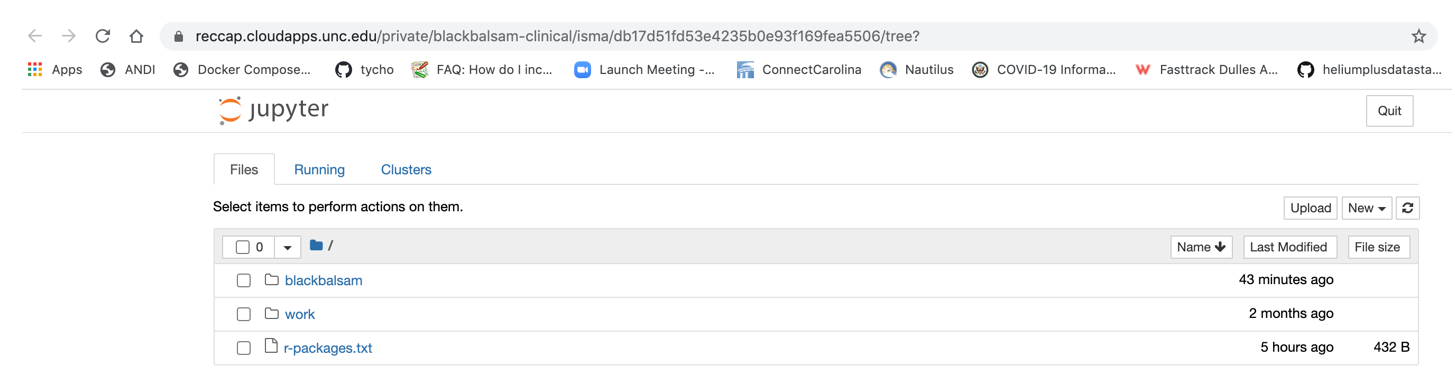 reccap.cloudapps.unc.edu/private/blackbalsam-clinical/isma/db17d51fd53e4235b0e93f169fea5506/tree?
Apps ANDI Docker Compose... tycho FAQ: How do I inc... Launch Meeting -... ConnectCarolina Nautilus COVID-19 Informa... Fasttrack Dulles A... heliumplusdatasta...
jupyter Quit
Files Running Clusters
Select items to perform actions on them. Upload New
0 / Name Last Modified File size
blackbalsam 43 minutes ago
work 2 months ago
r-packages.txt 5 hours ago 432 B